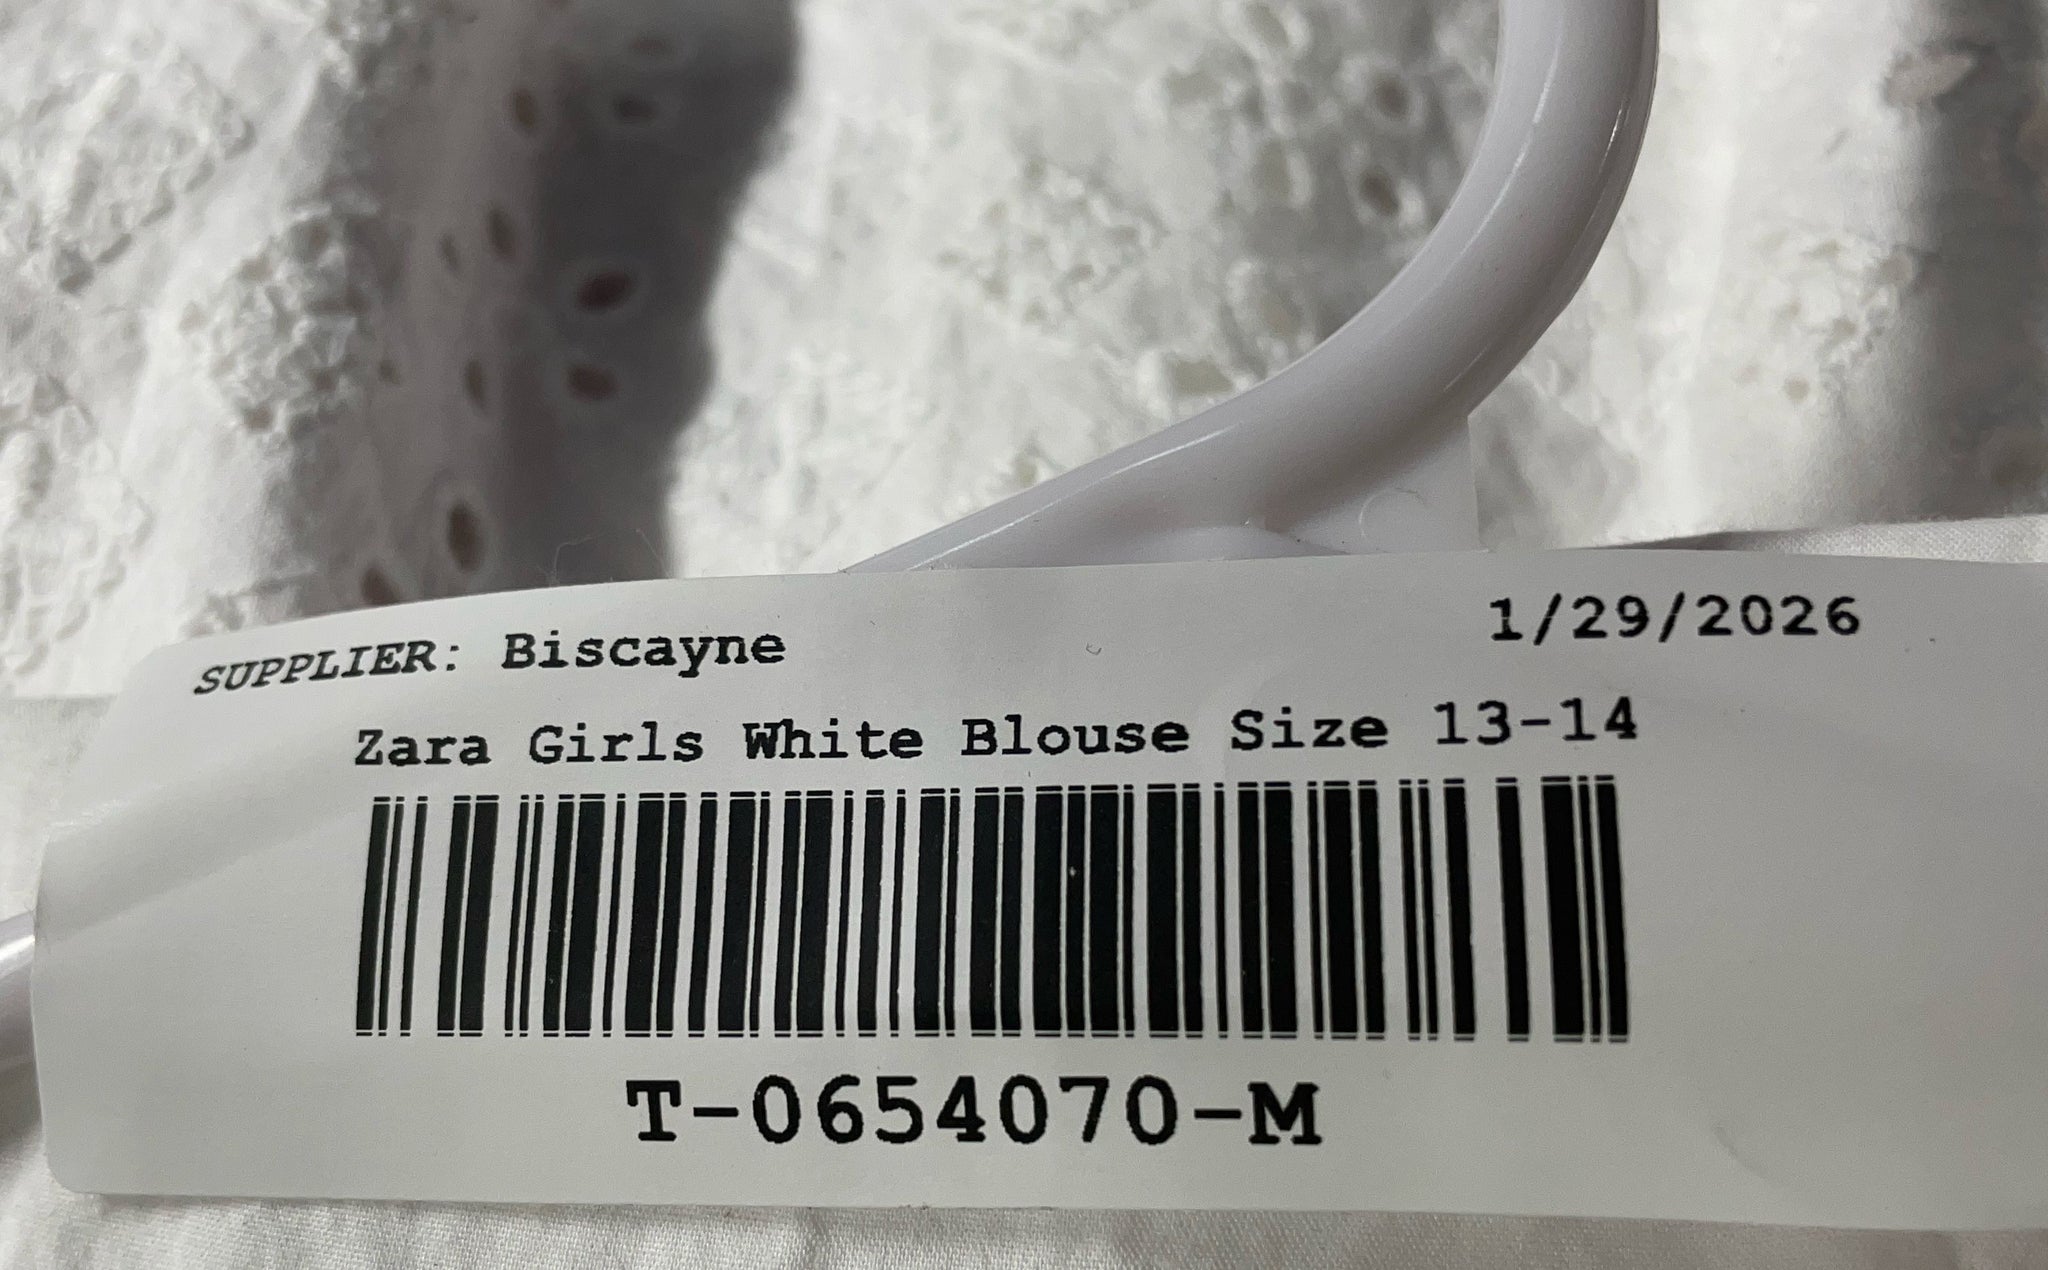 SUPPLIER: Biscayne 1/29/2026
Zara Girls White Blouse Size 13-14
T-0654070-M